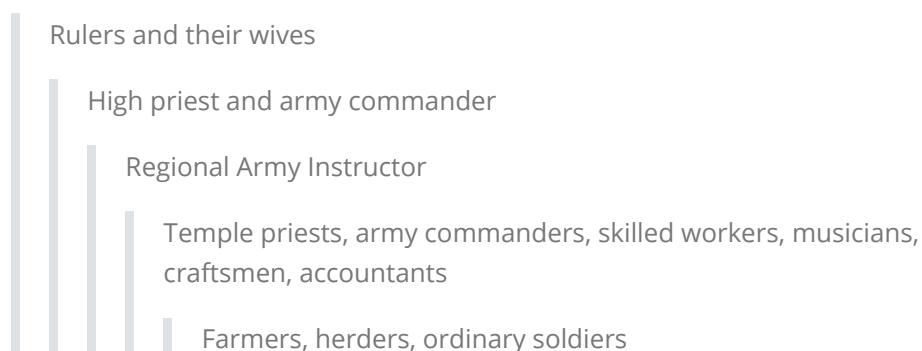 Rulers and their wives
High priest and army commander
Regional Army Instructor
Temple priests, army commanders, skilled workers, musicians,
craftsmen, accountants
Farmers, herders, ordinary soldiers